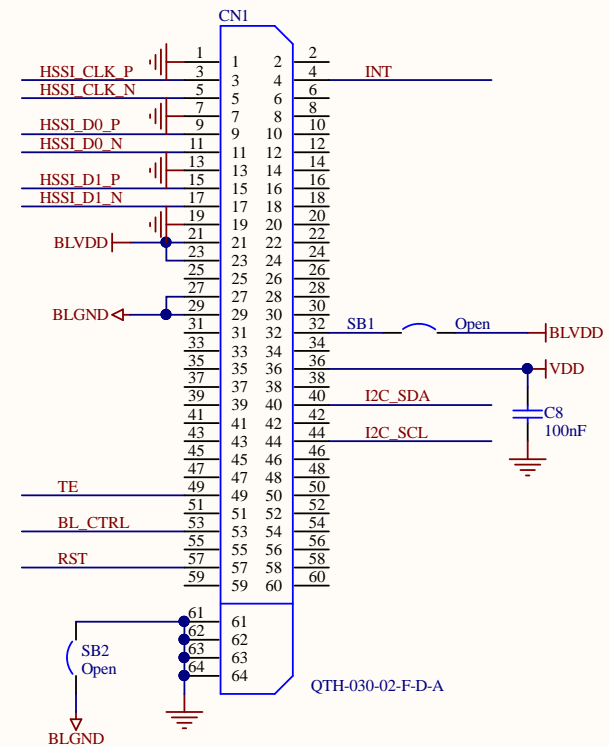 CN1
1 1 2 2
HSSI_CLK_P 3 3 4 4 INT
HSSI_CLK_N 5 5 6 6
7 7 8 8
HSSI_D0_P 9 9 10 10
HSSI_D0_N 11 11 12 12
13 13 14 14
HSSI_D1_P 15 15 16 16
HSSI_D1_N 17 17 18 18
19 19 20 20
BLVDD 21 21 22 22
23 23 24 24
25 25 26 26
27 27 28 28
BLGND 29 29 30 30
31 31 32 32 SB1 Open BLVDD
33 33 34 34
35 35 36 36 VDD
37 37 38 38
39 39 40 40 I2C_SDA
41 41 42 42 C8
43 43 44 44 I2C_SCL 100nF
45 45 46 46
47 47 48 48
TE 49 49 50 50
51 51 52 52
BL_CTRL 53 53 54 54
55 55 56 56
RST 57 57 58 58
59 59 60 60
61 61
62 62
SB2 63 63
Open 64 64
QTH-030-02-F-D-A
BLGND